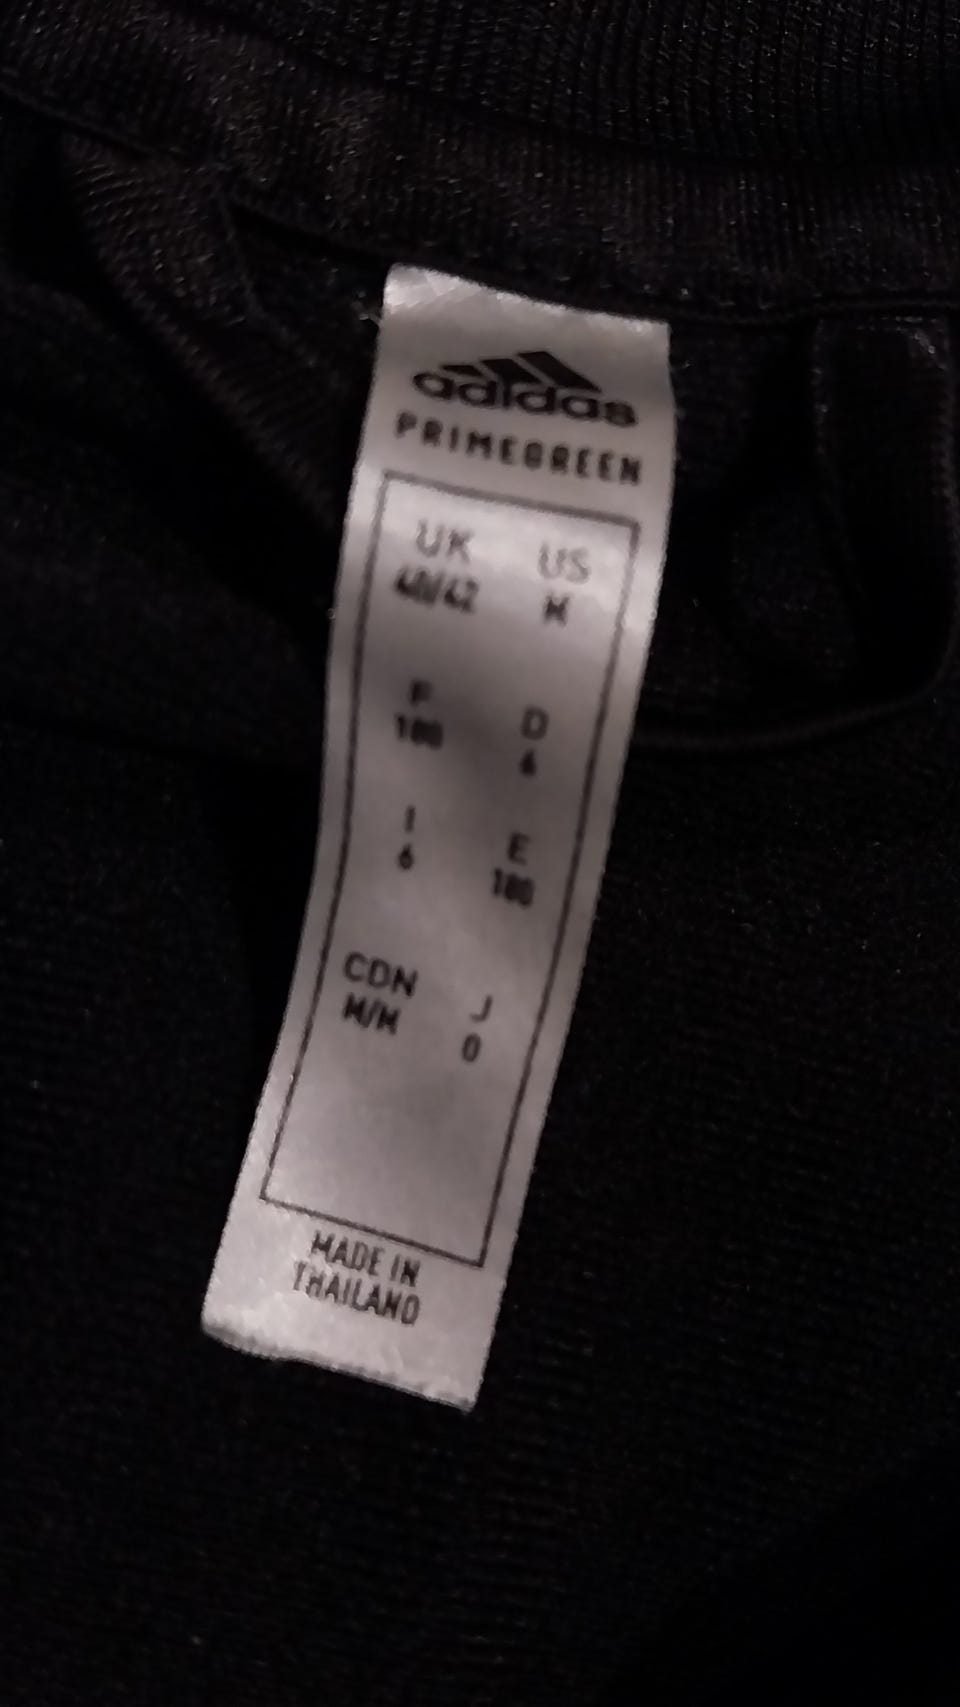 adidas
PRIMEGREEN
UK US
40/42 M
F D
180 6
I E
6 180
CDN J
M/M O
MADE IN
THAILAND